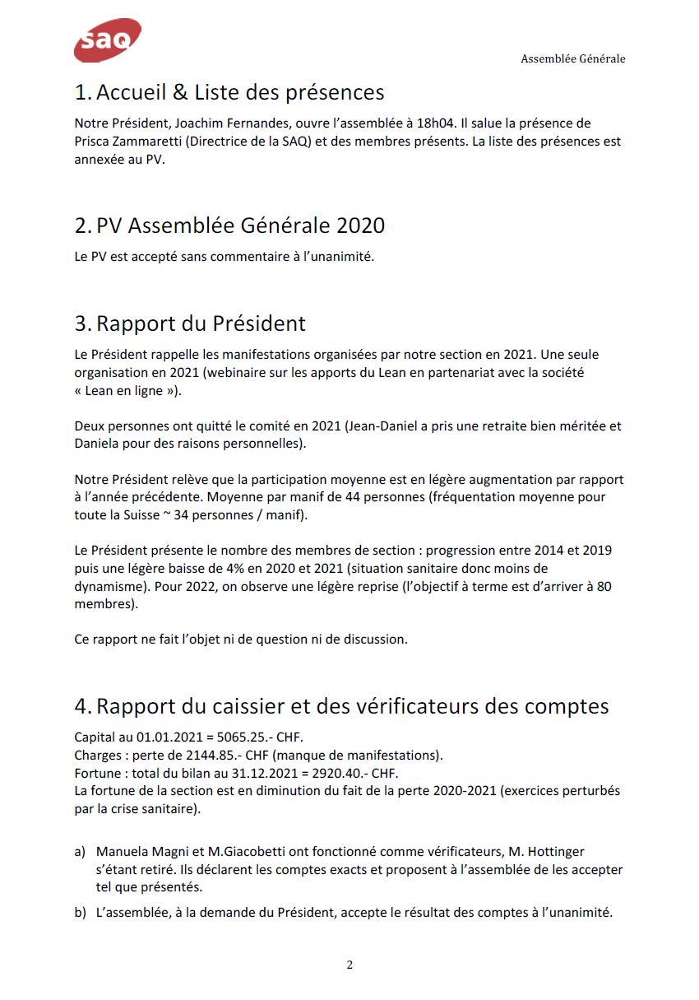 saQ
Assemblée Générale
1. Accueil & Liste des présences
Notre Président, Joachim Fernandes, ouvre l’assemblée à 18h04. Il salue la présence de
Prisca Zammaretti (Directrice de la SAQ) et des membres présents. La liste des présences est
annexée au PV.
2. PV Assemblée Générale 2020
Le PV est accepté sans commentaire à l’unanimité.
3. Rapport du Président
Le Président rappelle les manifestations organisées par notre section en 2021. Une seule
organisation en 2021 (webinaire sur les apports du Lean en partenariat avec la société
« Lean en ligne »).
Deux personnes ont quitté le comité en 2021 (Jean-Daniel a pris une retraite bien méritée et
Daniela pour des raisons personnelles).
Notre Président relève que la participation moyenne est en légère augmentation par rapport
à l’année précédente. Moyenne par manif de 44 personnes (fréquentation moyenne pour
toute la Suisse ~ 34 personnes / manif).
Le Président présente le nombre des membres de section : progression entre 2014 et 2019
puis une légère baisse de 4% en 2020 et 2021 (situation sanitaire donc moins de
dynamisme). Pour 2022, on observe une légère reprise (l’objectif à terme est d’arriver à 80
membres).
Ce rapport ne fait l’objet ni de question ni de discussion.
4. Rapport du caissier et des vérificateurs des comptes
Capital au 01.01.2021 = 5065.25.- CHF.
Charges : perte de 2144.85.- CHF (manque de manifestations).
Fortune : total du bilan au 31.12.2021 = 2920.40.- CHF.
La fortune de la section est en diminution du fait de la perte 2020-2021 (exercices perturbés
par la crise sanitaire).
a) Manuela Magni et M.Giacobetti ont fonctionné comme vérificateurs, M. Hottinger
s’étant retiré. Ils déclarent les comptes exacts et proposent à l’assemblée de les accepter
tel que présentés.
b) L’assemblée, à la demande du Président, accepte le résultat des comptes à l’unanimité.
2